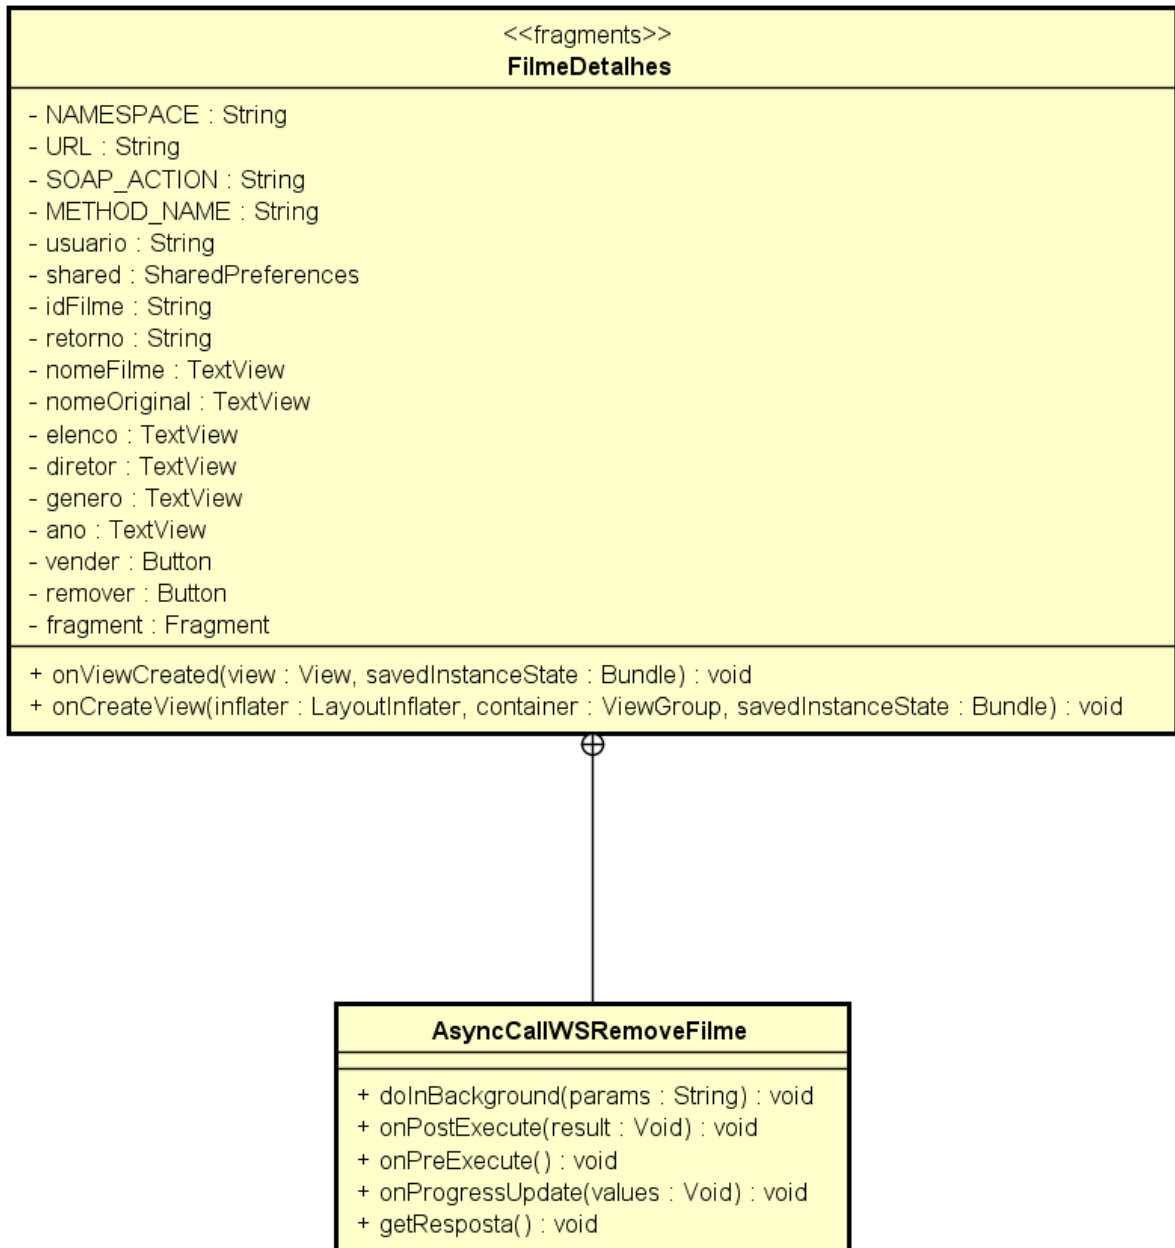 <<fragments>>
FilmeDetalhes
- NAMESPACE : String
- URL : String
- SOAP_ACTION : String
- METHOD_NAME : String
- usuario : String
- shared : SharedPreferences
- idFilme : String
- retorno : String
- nomeFilme : TextView
- nomeOriginal : TextView
- elenco : TextView
- diretor : TextView
- genero : TextView
- ano : TextView
- vender : Button
- remover : Button
- fragment : Fragment
+ onViewCreated(view : View, savedInstanceState : Bundle) : void
+ onCreateView(inflater : LayoutInflater, container : ViewGroup, savedInstanceState : Bundle) : void
AsyncCallWSRemoveFilme
+ doInBackground(params : String) : void
+ onPostExecute(result : Void) : void
+ onPreExecute() : void
+ onProgressUpdate(values : Void) : void
+ getResposta() : void